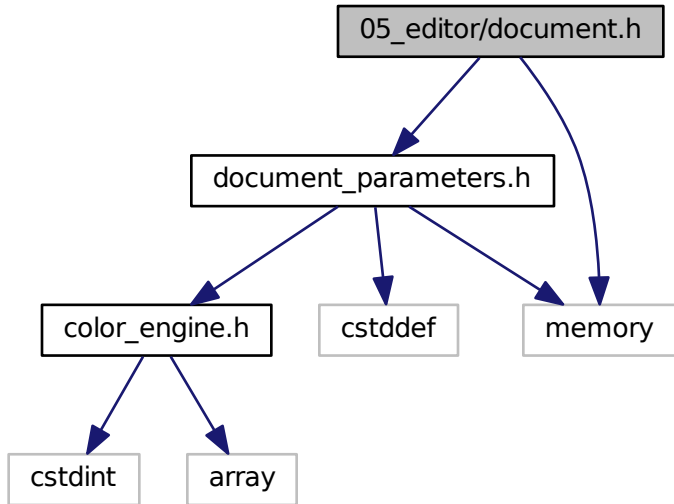 05_editor/document.h
document_parameters.h
color_engine.h
cstddef
memory
cstdint
array